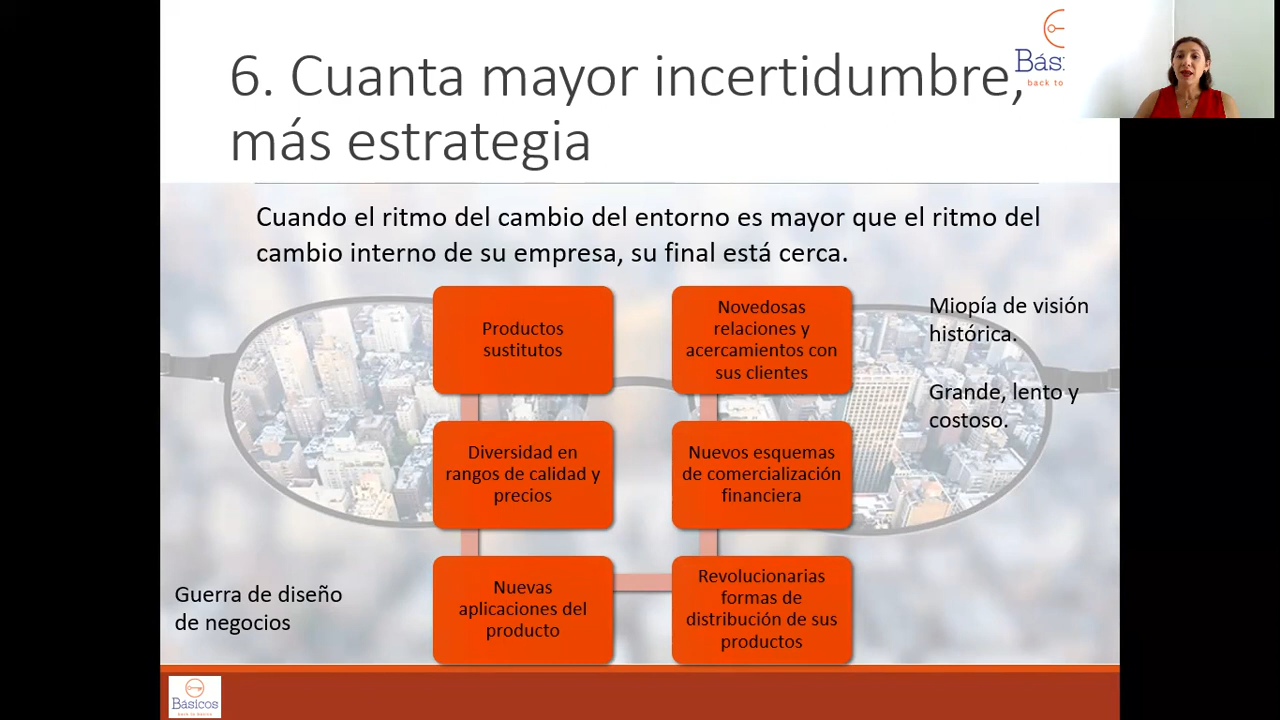 6. Cuanta mayor incertidumbre,
más estrategia
Bás
back to
Cuando el ritmo del cambio del entorno es mayor que el ritmo del
cambio interno de su empresa, su final está cerca.
Productos
sustitutos
Diversidad en
rangos de calidad y
precios
Nuevas
aplicaciones del
producto
Novedosas
relaciones y
acercamientos con
sus clientes
Nuevos esquemas
de comercialización
financiera
Revolucionarias
formas de
distribución de sus
productos
Miopía de visión
histórica.
Grande, lento y
costoso.
Guerra de diseño
de negocios
Básicos
back to basics